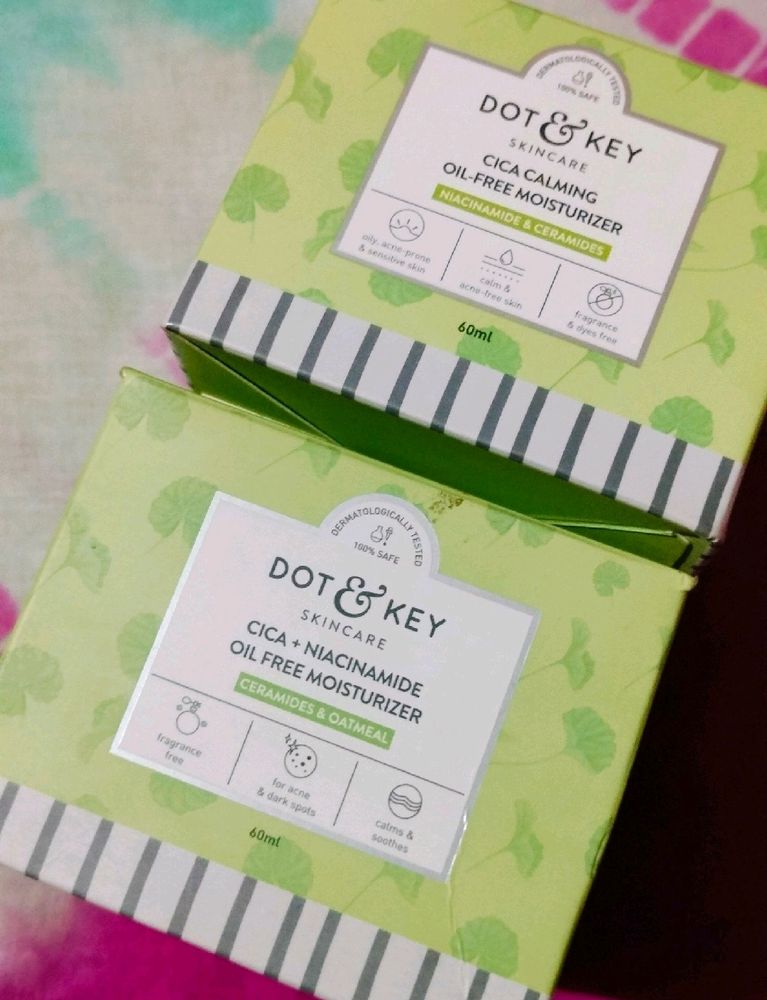 DERMATOLOGICALLY TESTED
100% SAFE
DOT & KEY
SKINCARE
CICA CALMING
OIL-FREE MOISTURIZER
NIACINAMIDE & CERAMIDES
oily, acne-prone
& sensitive skin
calm &
acne-free skin
fragrance
& dyes free
60ml
DERMATOLOGICALLY TESTED
100% SAFE
DOT & KEY
SKINCARE
CICA + NIACINAMIDE
OIL FREE MOISTURIZER
CERAMIDES & OATMEAL
fragrance
free
for acne
& dark spots
calms &
soothes
60ml